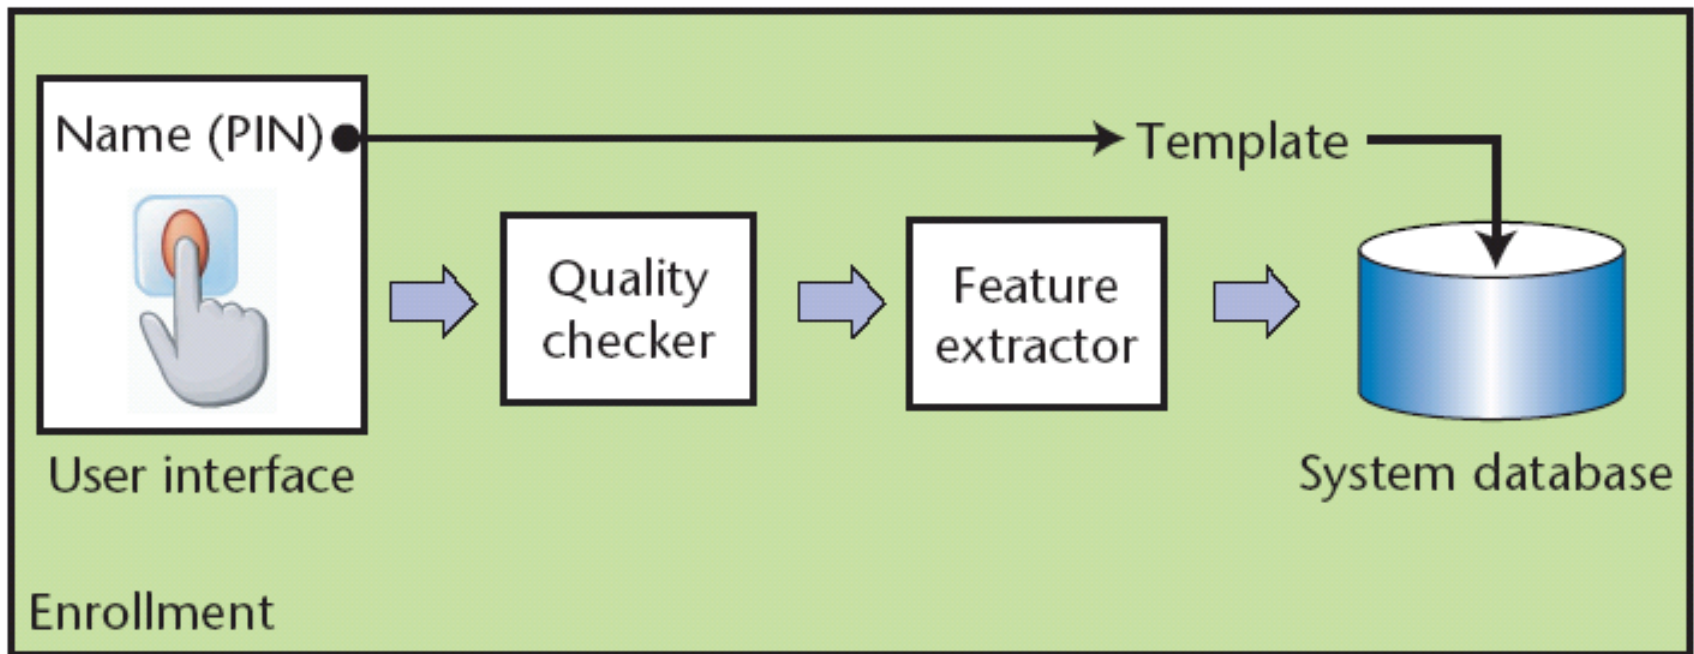 Name (PIN)
Template
Quality
checker
Feature
extractor
User interface
System database
Enrollment